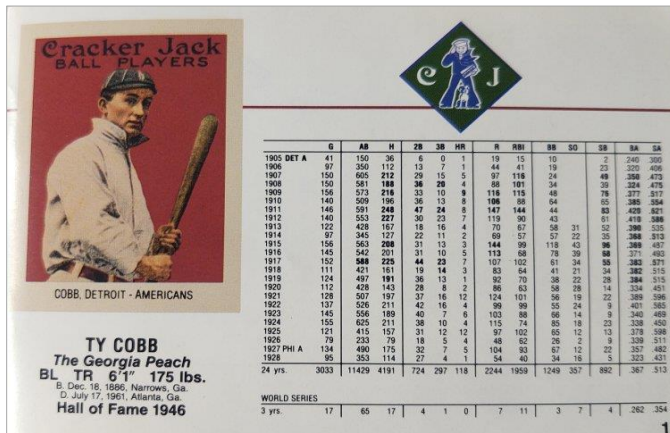 Cracker Jack
BALL PLAYERS
COBB, DETROIT - AMERICANS
TY COBB
The Georgia Peach
BL TR 6'1" 175 lbs.
B. Dec. 18, 1886, Narrows, Ga.
D. July 17, 1961, Atlanta, Ga.
Hall of Fame 1946
C J
G AB H 2B 3B HR R RBI BB SO SB BA SA
1905 DET A 41 150 36 6 0 1 19 15 10 2 .240 .300
1906 97 350 112 13 7 1 44 41 19 23 .320 .406
1907 150 605 212 29 15 5 97 116 24 49 .350 .473
1908 150 581 188 36 20 4 88 101 34 39 .324 .475
1909 156 573 216 33 10 9 116 115 48 76 .377 .517
1910 140 509 196 36 13 8 106 88 64 65 .385 .554
1911 146 591 248 47 24 8 147 144 44 83 .420 .621
1912 140 553 227 30 23 7 119 90 43 61 .410 .586
1913 122 428 167 18 16 4 70 67 58 31 52 .390 .535
1914 97 345 127 22 11 2 69 57 57 22 35 .368 .513
1915 156 563 208 31 13 3 144 99 118 43 96 .369 .487
1916 145 542 201 31 10 5 113 68 78 39 68 .371 .493
1917 152 588 225 44 23 7 107 102 61 34 55 .383 .571
1918 111 421 161 19 14 3 83 64 41 21 34 .382 .515
1919 124 497 191 36 13 1 92 70 38 22 28 .384 .515
1920 112 428 143 28 8 2 86 63 58 28 14 .334 .451
1921 128 507 197 37 16 12 124 101 56 19 22 .389 .596
1922 137 526 211 42 16 4 99 99 55 24 9 .401 .565
1923 145 556 189 40 7 6 103 88 66 14 9 .340 .469
1924 155 625 211 38 10 4 115 74 85 18 23 .338 .450
1925 121 415 157 31 12 12 97 102 65 12 13 .378 .598
1926 79 233 79 18 5 4 48 62 26 2 9 .339 .511
1927 PHI A 134 490 175 32 7 5 104 93 67 12 22 .357 .482
1928 95 353 114 27 4 1 54 40 34 16 5 .323 .431
24 yrs. 3033 11429 4191 724 297 118 2244 1959 1249 357 892 .367 .513
WORLD SERIES
3 yrs. 17 65 17 4 1 0 7 11 3 7 4 .262 .354